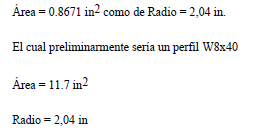 Área = 0.8671 in2 como de Radio = 2,04 in.
El cual preliminarmente sería un perfil W8x40
Área = 11.7 in2
Radio = 2,04 in